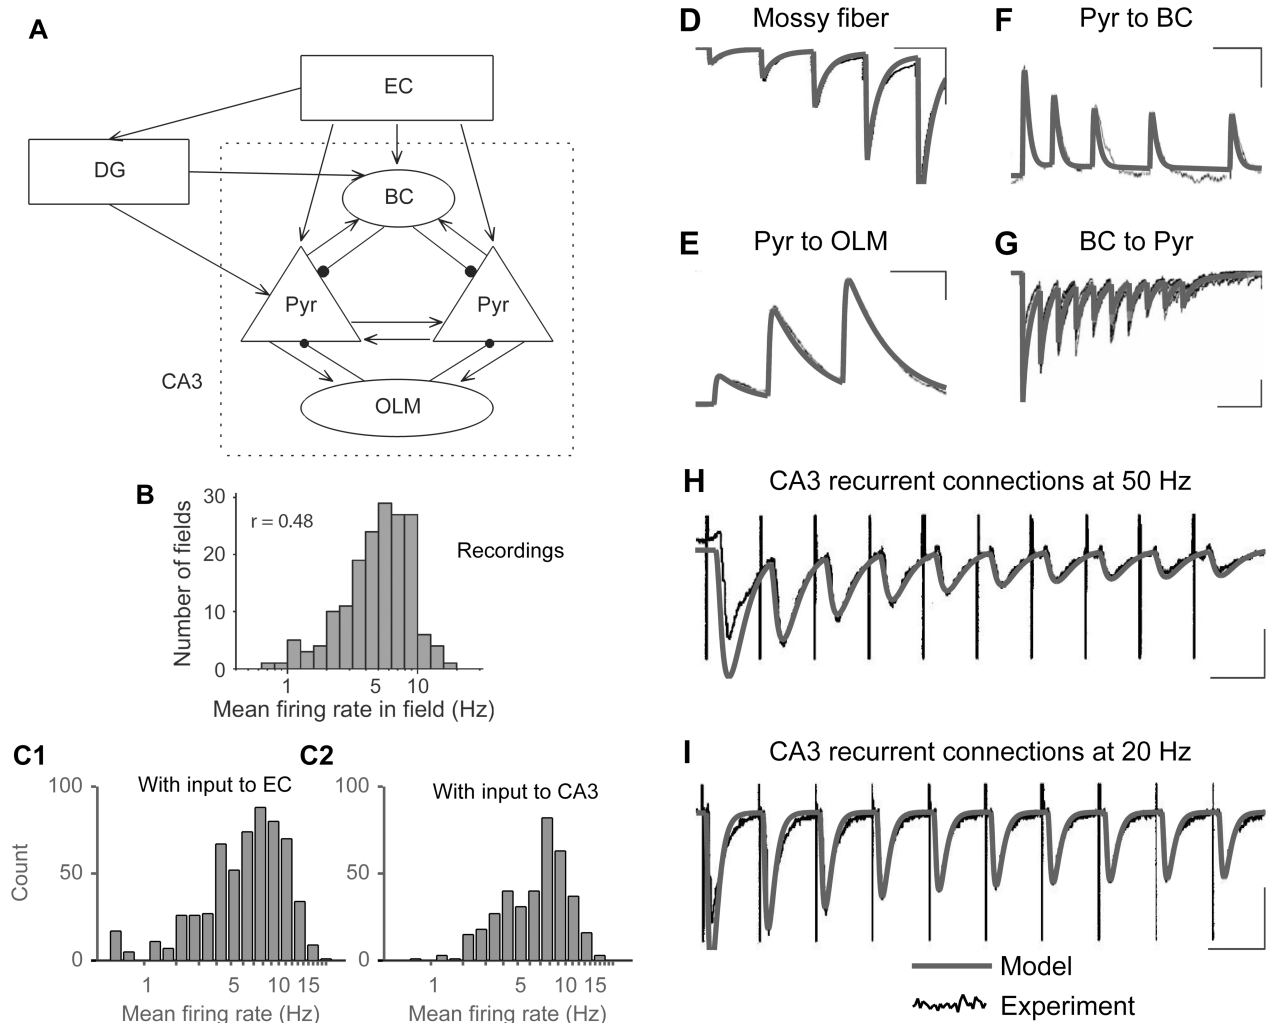 A
EC
DG
BC
Pyr
Pyr
CA3
OLM
B
30
20
10
0
Number of fields
r = 0.48
Recordings
1
5
10
Mean firing rate in field (Hz)
C1
With input to EC
100
50
0
Count
1
5
10
15
Mean firing rate (Hz)
C2
With input to CA3
100
50
0
1
5
10
15
Mean firing rate (Hz)
D
Mossy fiber
F
Pyr to BC
E
Pyr to OLM
G
BC to Pyr
H
CA3 recurrent connections at 50 Hz
I
CA3 recurrent connections at 20 Hz
Model
Experiment